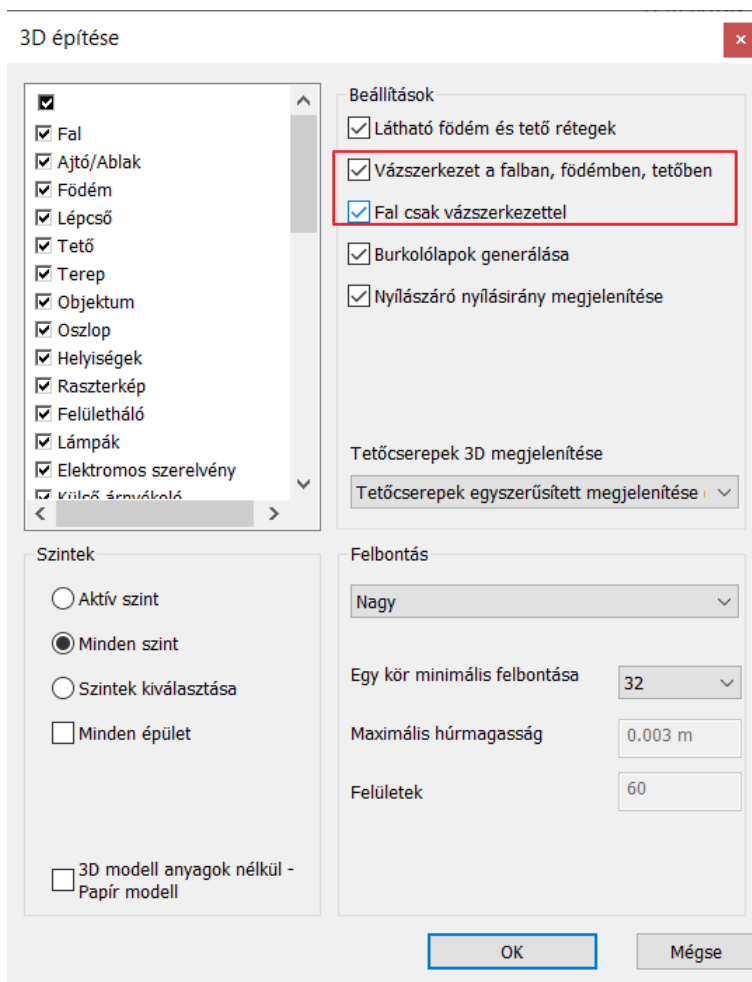 3D építése
Fal
Ajtó/Ablak
Födém
Lépcső
Tető
Terep
Objektum
Oszlop
Helyiségek
Raszterkép
Felületháló
Lámpák
Elektromos szerelvény
Külső árnyékoló
Beállítások
Látható födém és tető rétegek
Vázszerkezet a falban, födémben, tetőben
Fal csak vázszerkezettel
Burkolólapok generálása
Nyílászáró nyílásirány megjelenítése
Tetőcserepek 3D megjelenítése
Tetőcserepek egyszerűsített megjelenítése
Szintek
Aktív szint
Minden szint
Szintek kiválasztása
Minden épület
3D modell anyagok nélkül -
Papír modell
Felbontás
Nagy
Egy kör minimális felbontása
32
Maximális húrmagasság
0.003 m
Felületek
60
OK
Mégse